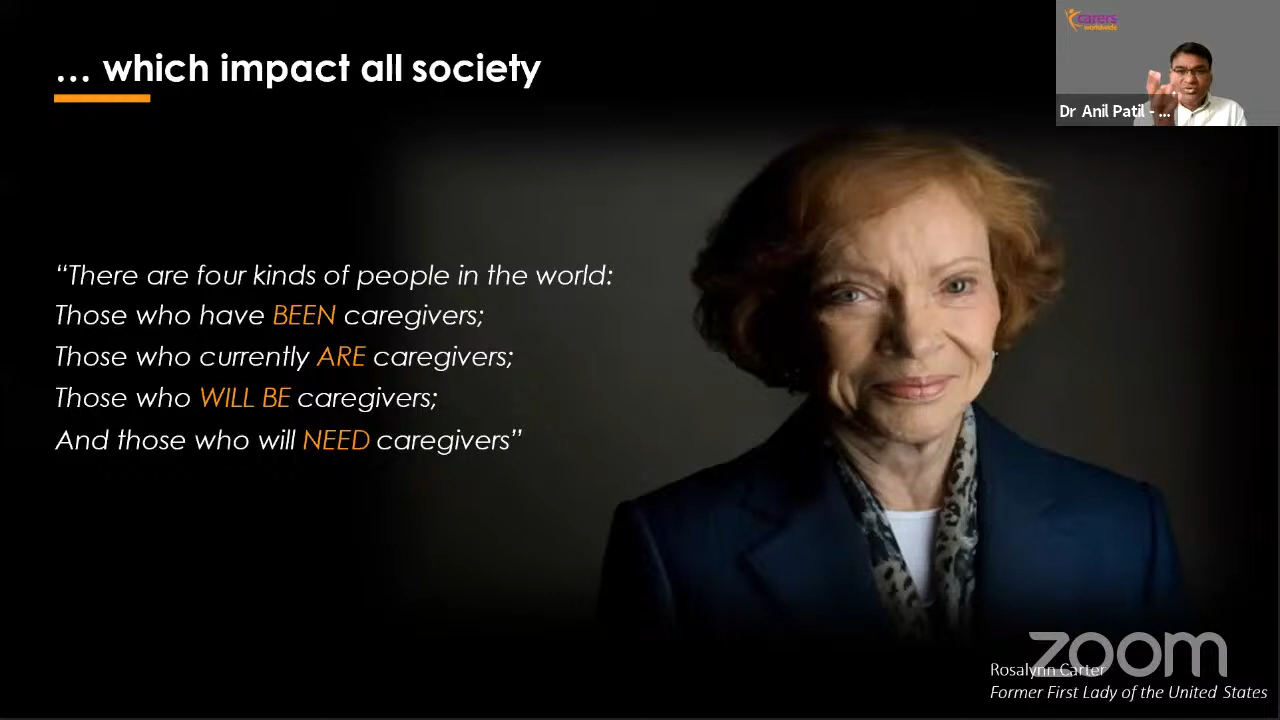 … which impact all society
carers
worldwide
Dr Anil Patil - ...
“There are four kinds of people in the world:
Those who have BEEN caregivers;
Those who currently ARE caregivers;
Those who WILL BE caregivers;
And those who will NEED caregivers”
zoom
Rosalynn Carter
Former First Lady of the United States